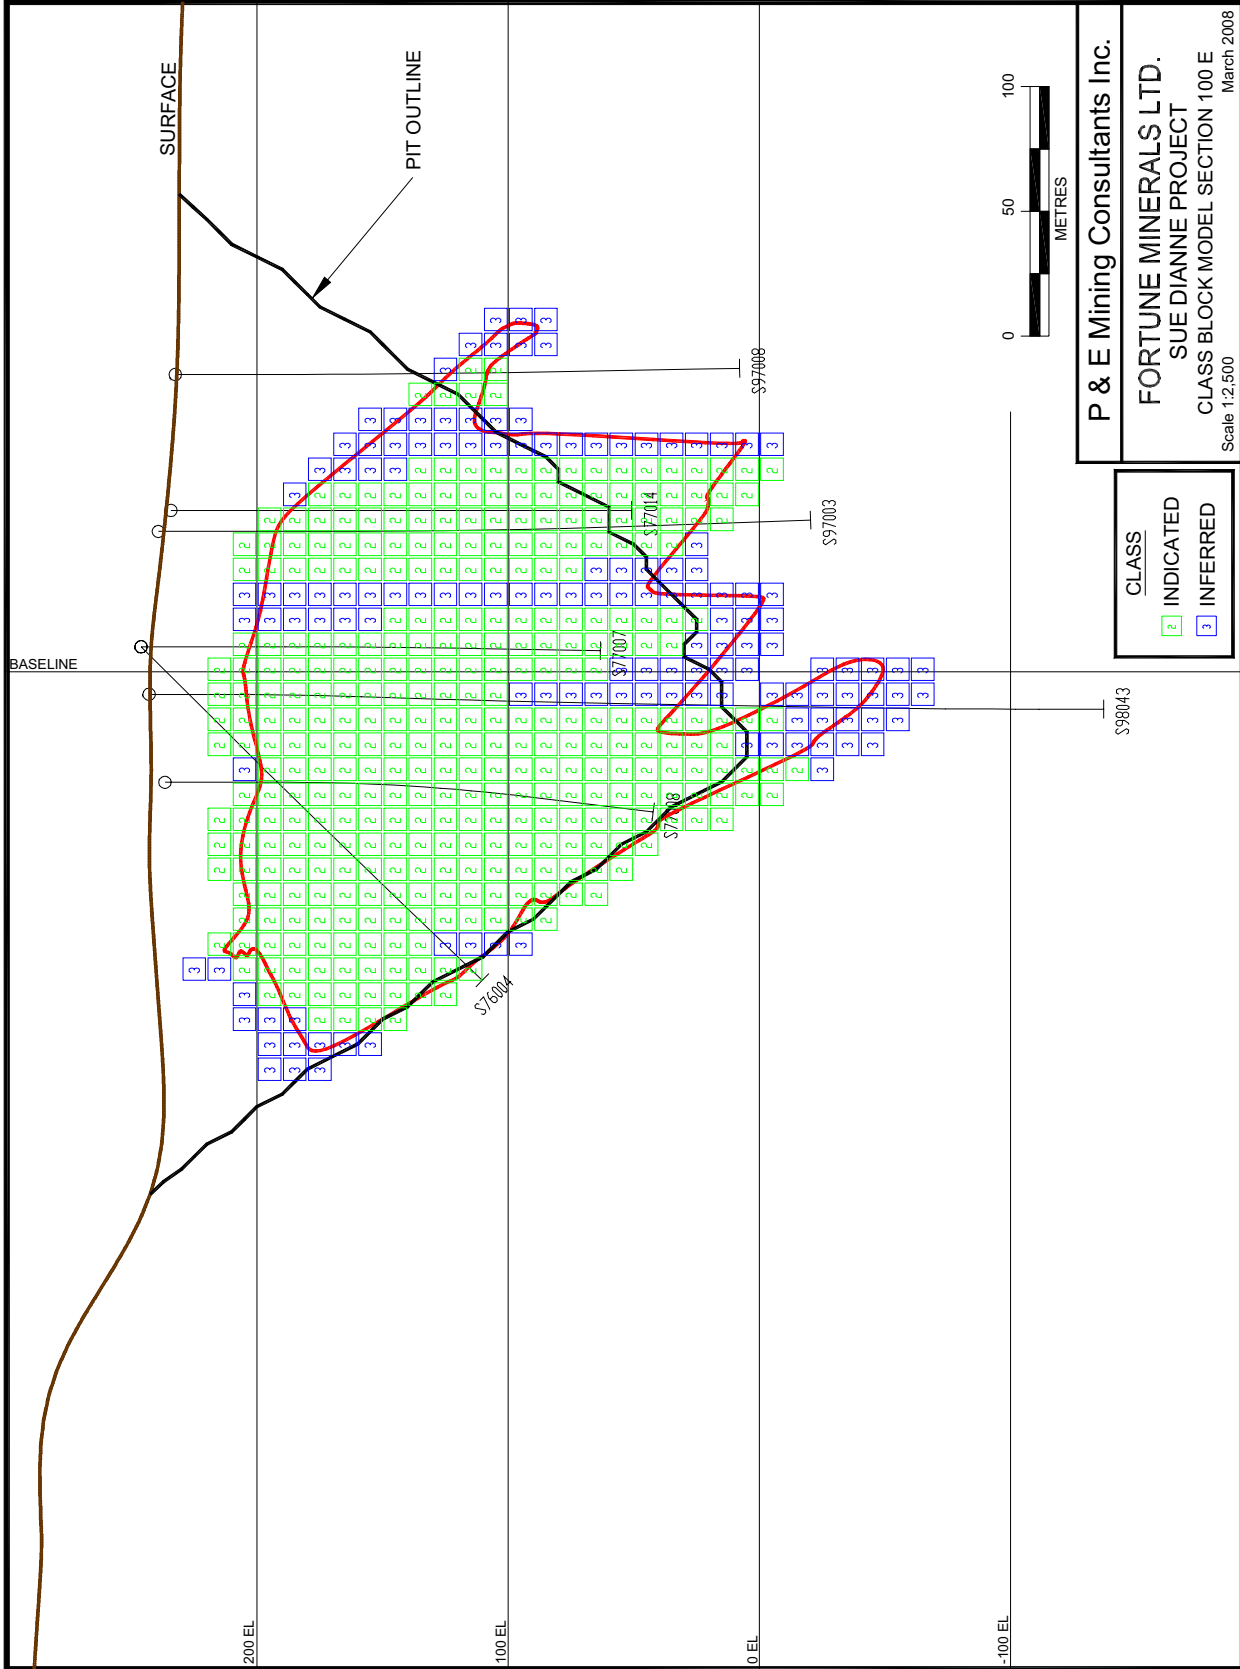 SURFACE
PIT OUTLINE
BASELINE
200 EL
100 EL
0 EL
-100 EL
S97008
S77014
S97003
S77007
S98043
S77008
S76004
0 50 100
METRES
CLASS
2 INDICATED
3 INFERRED
P & E Mining Consultants Inc.
FORTUNE MINERALS LTD.
SUE DIANNE PROJECT
CLASS BLOCK MODEL SECTION 100 E
Scale 1:2,500 March 2008